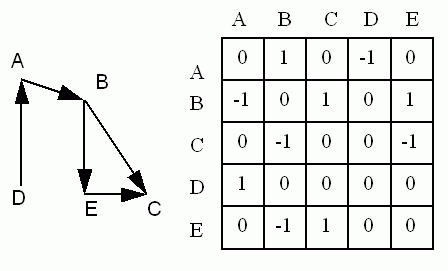 A
B
D
E
C
A B C D E
A 0 1 0 -1 0
B -1 0 1 0 1
C 0 -1 0 0 -1
D 1 0 0 0 0
E 0 -1 1 0 0